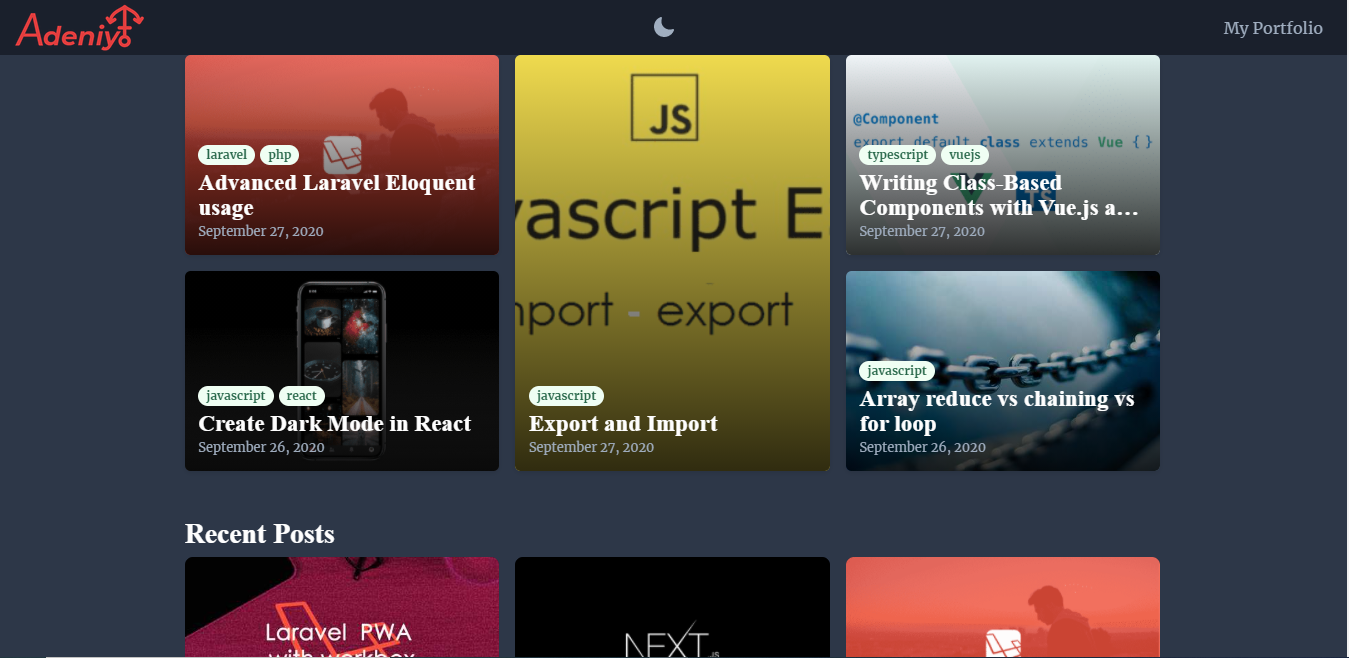 Adeniyi
My Portfolio
laravel php
Advanced Laravel Eloquent
usage
September 27, 2020
javascript react
Create Dark Mode in React
September 26, 2020
JS
vascript E
port - export
javascript
Export and Import
September 27, 2020
@Component
export default class extends Vue { }
typescript vuejs
TS
Writing Class-Based
Components with Vue.js a...
September 27, 2020
javascript
Array reduce vs chaining vs
for loop
September 26, 2020
Recent Posts
Laravel PWA
with workbox
NEXT
.JS